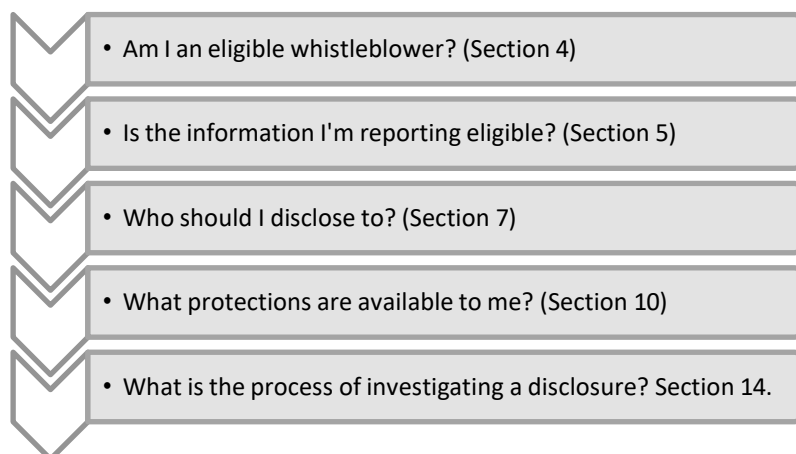 • Am I an eligible whistleblower? (Section 4)
• Is the information I'm reporting eligible? (Section 5)
• Who should I disclose to? (Section 7)
• What protections are available to me? (Section 10)
• What is the process of investigating a disclosure? Section 14.